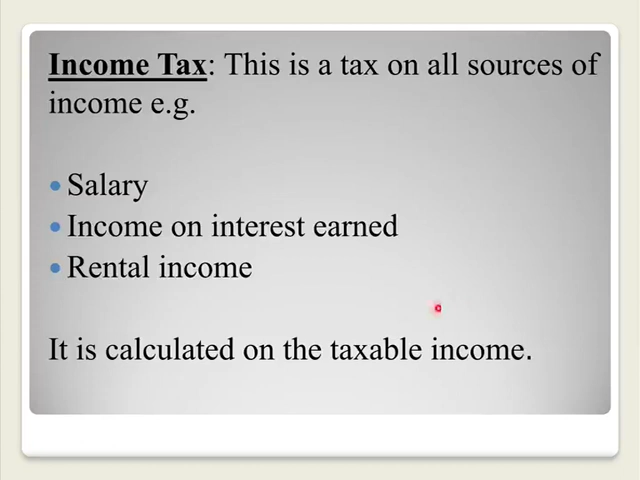 Income Tax: This is a tax on all sources of
income e.g.
Salary
Income on interest earned
Rental income
It is calculated on the taxable income.